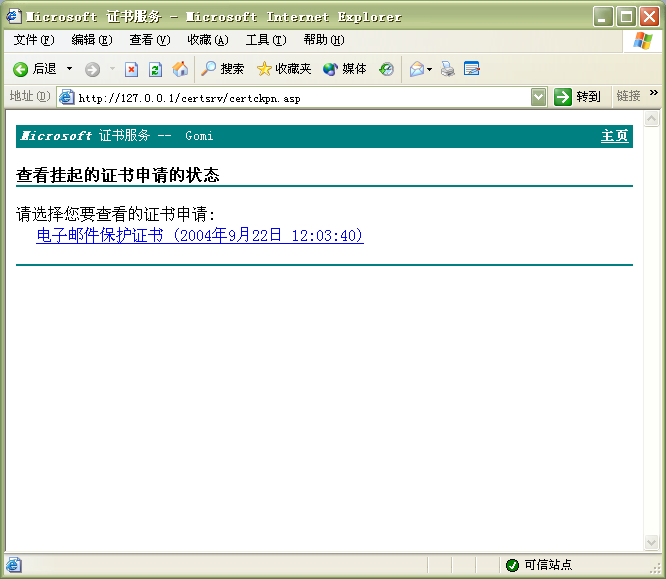 Microsoft 证书服务 - Microsoft Internet Explorer
文件(F) 编辑(E) 查看(V) 收藏(A) 工具(T) 帮助(H)
后退 搜索 收藏夹 媒体
地址(D) http://127.0.0.1/certsrv/certckpn.asp 转到 链接 »
Microsoft 证书服务 -- Gomi 主页
查看挂起的证书申请的状态
请选择您要查看的证书申请:
电子邮件保护证书 (2004年9月22日 12:03:40)
可信站点